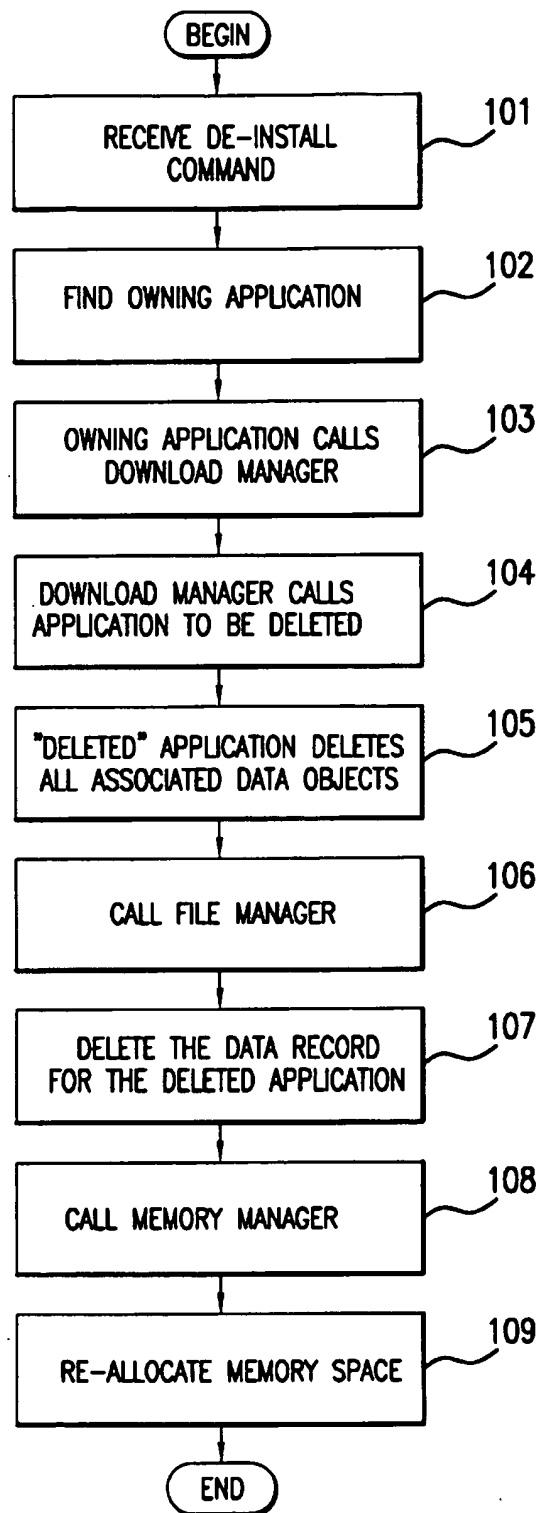 BEGIN
RECEIVE DE-INSTALL
COMMAND
101
FIND OWNING APPLICATION
102
OWNING APPLICATION CALLS
DOWNLOAD MANAGER
103
DOWNLOAD MANAGER CALLS
APPLICATION TO BE DELETED
104
"DELETED" APPLICATION DELETES
ALL ASSOCIATED DATA OBJECTS
105
CALL FILE MANAGER
106
DELETE THE DATA RECORD
FOR THE DELETED APPLICATION
107
CALL MEMORY MANAGER
108
RE-ALLOCATE MEMORY SPACE
109
END